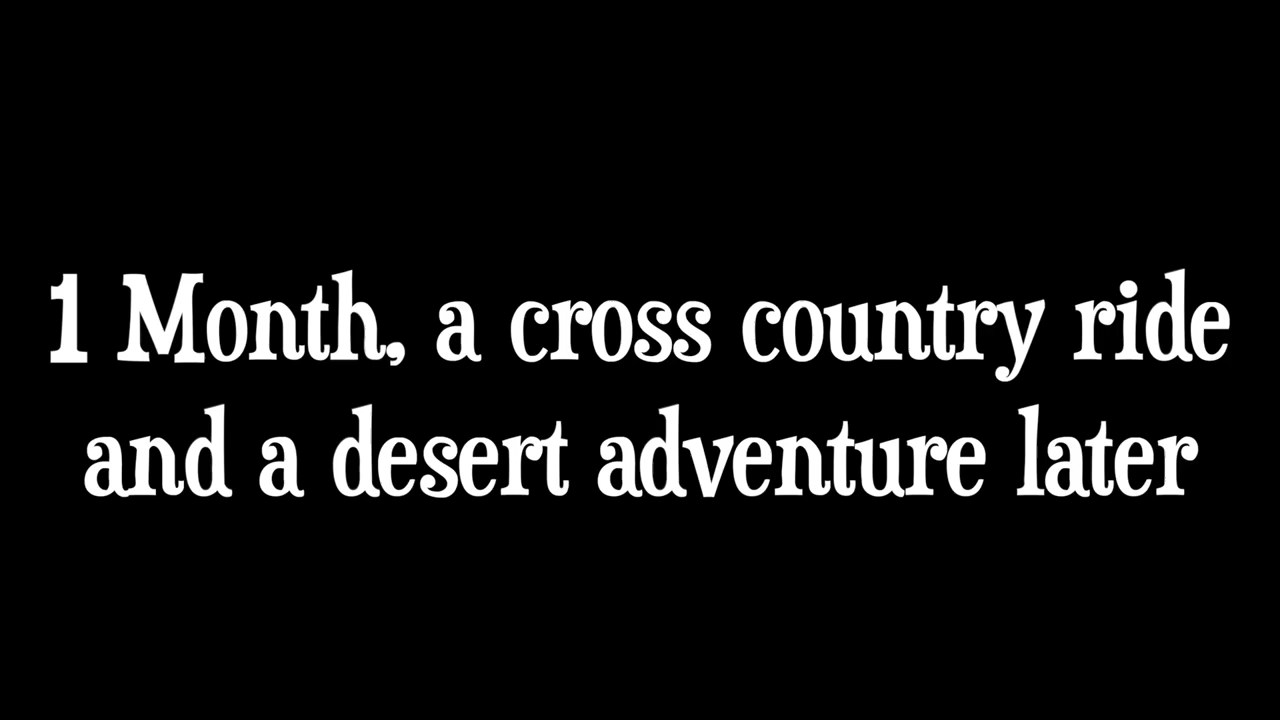 1 Month, a cross country ride
and a desert adventure later